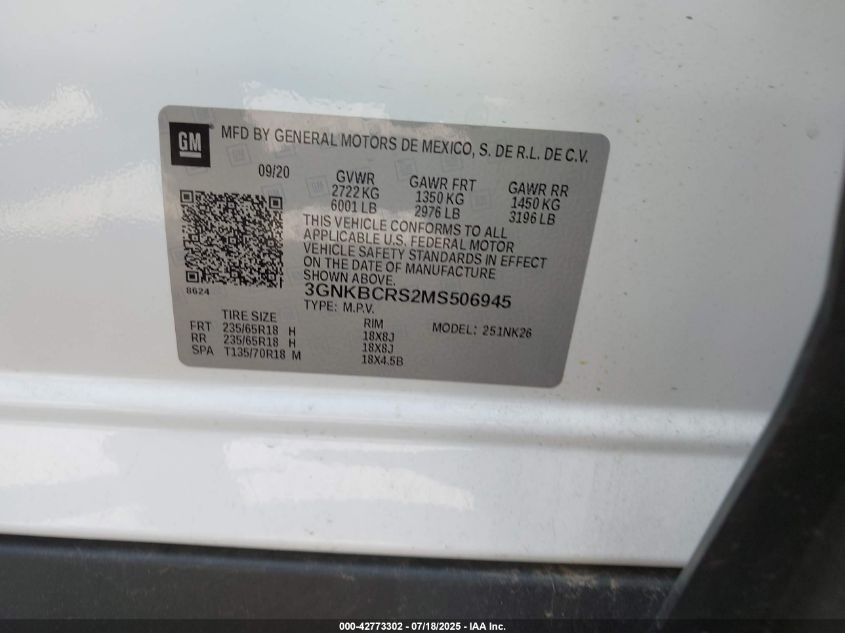 GM
MFD BY GENERAL MOTORS DE MEXICO, S. DE R.L. DE C.V.
09/20
GVWR GAWR FRT GAWR RR
2722 KG 1350 KG 1450 KG
6001 LB 2976 LB 3196 LB
THIS VEHICLE CONFORMS TO ALL
APPLICABLE U.S. FEDERAL MOTOR
VEHICLE SAFETY STANDARDS IN EFFECT
ON THE DATE OF MANUFACTURE
SHOWN ABOVE.
8624
3GNKBCRS2MS506945
TYPE: M.P.V.
TIRE SIZE RIM MODEL: 251NK26
FRT 235/65R18 H 18X8J
RR 235/65R18 H 18X8J
SPA T135/70R18 M 18X4.5B
000-42773302 - 07/18/2025 - IAA Inc.